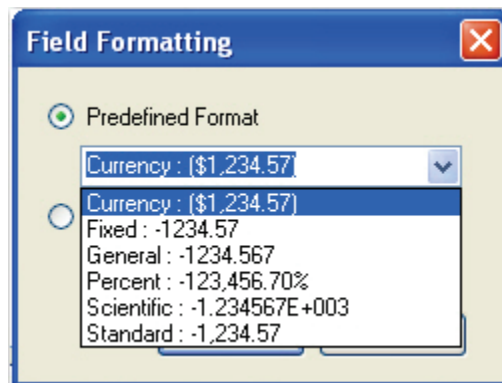 Field Formatting
Predefined Format
Currency : ($1,234.57)
Currency : ($1,234.57)
Fixed : -1234.57
General : -1234.567
Percent : -123,456.70%
Scientific : -1.234567E+003
Standard : -1,234.57